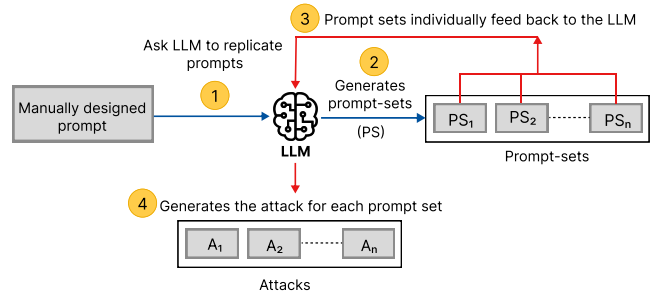 3 Prompt sets individually feed back to the LLM
Ask LLM to replicate
prompts
1
2
Generates
prompt-sets
(PS)
Manually designed
prompt
LLM
PS₁ PS₂ PSₙ
Prompt-sets
4 Generates the attack for each prompt set
A₁ A₂ Aₙ
Attacks